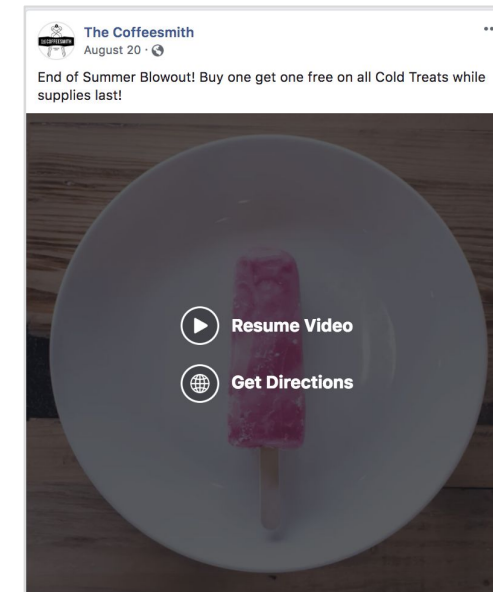 The Coffeesmith
August 20 ·
End of Summer Blowout! Buy one get one free on all Cold Treats while
supplies last!
Resume Video
Get Directions